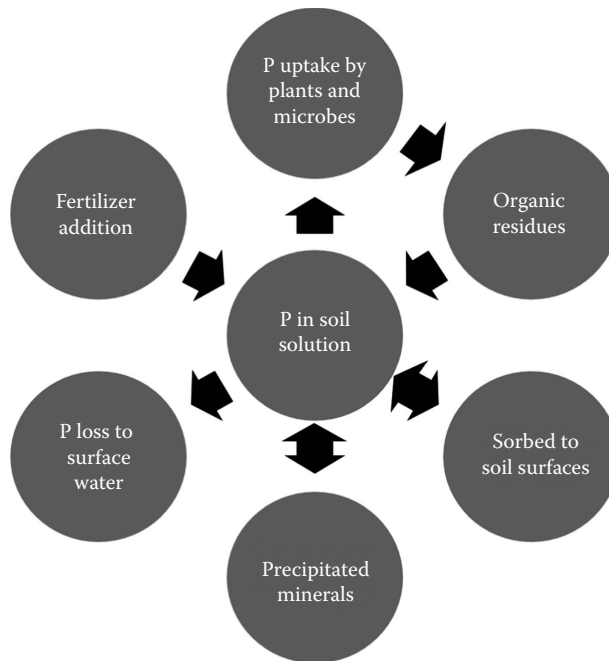 P uptake by
plants and
microbes
Fertilizer
addition
Organic
residues
P in soil
solution
P loss to
surface
water
Sorbed to
soil surfaces
Precipitated
minerals